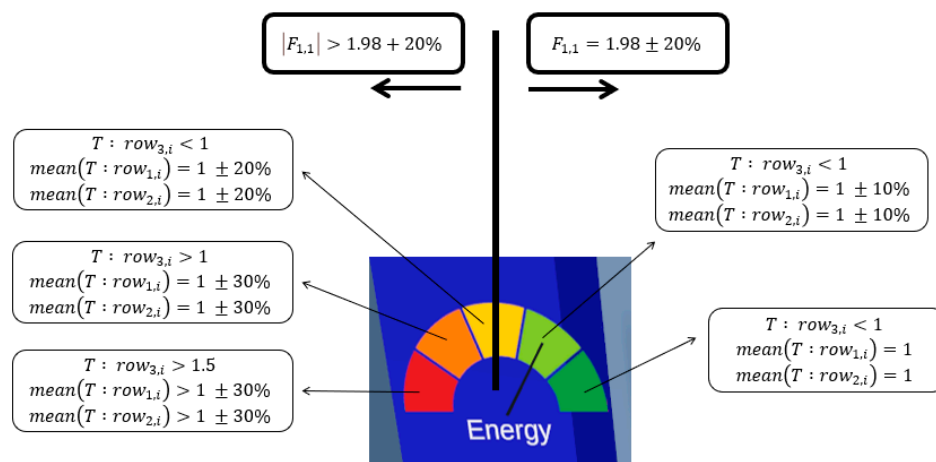 |F₁,₁| > 1.98 + 20%
F₁,₁ = 1.98 ± 20%
T : row₃,ᵢ < 1
mean(T : row₁,ᵢ) = 1 ± 20%
mean(T : row₂,ᵢ) = 1 ± 20%
T : row₃,ᵢ < 1
mean(T : row₁,ᵢ) = 1 ± 10%
mean(T : row₂,ᵢ) = 1 ± 10%
T : row₃,ᵢ > 1
mean(T : row₁,ᵢ) = 1 ± 30%
mean(T : row₂,ᵢ) = 1 ± 30%
T : row₃,ᵢ < 1
mean(T : row₁,ᵢ) = 1
mean(T : row₂,ᵢ) = 1
T : row₃,ᵢ > 1.5
mean(T : row₁,ᵢ) > 1 ± 30%
mean(T : row₂,ᵢ) > 1 ± 30%
Energy